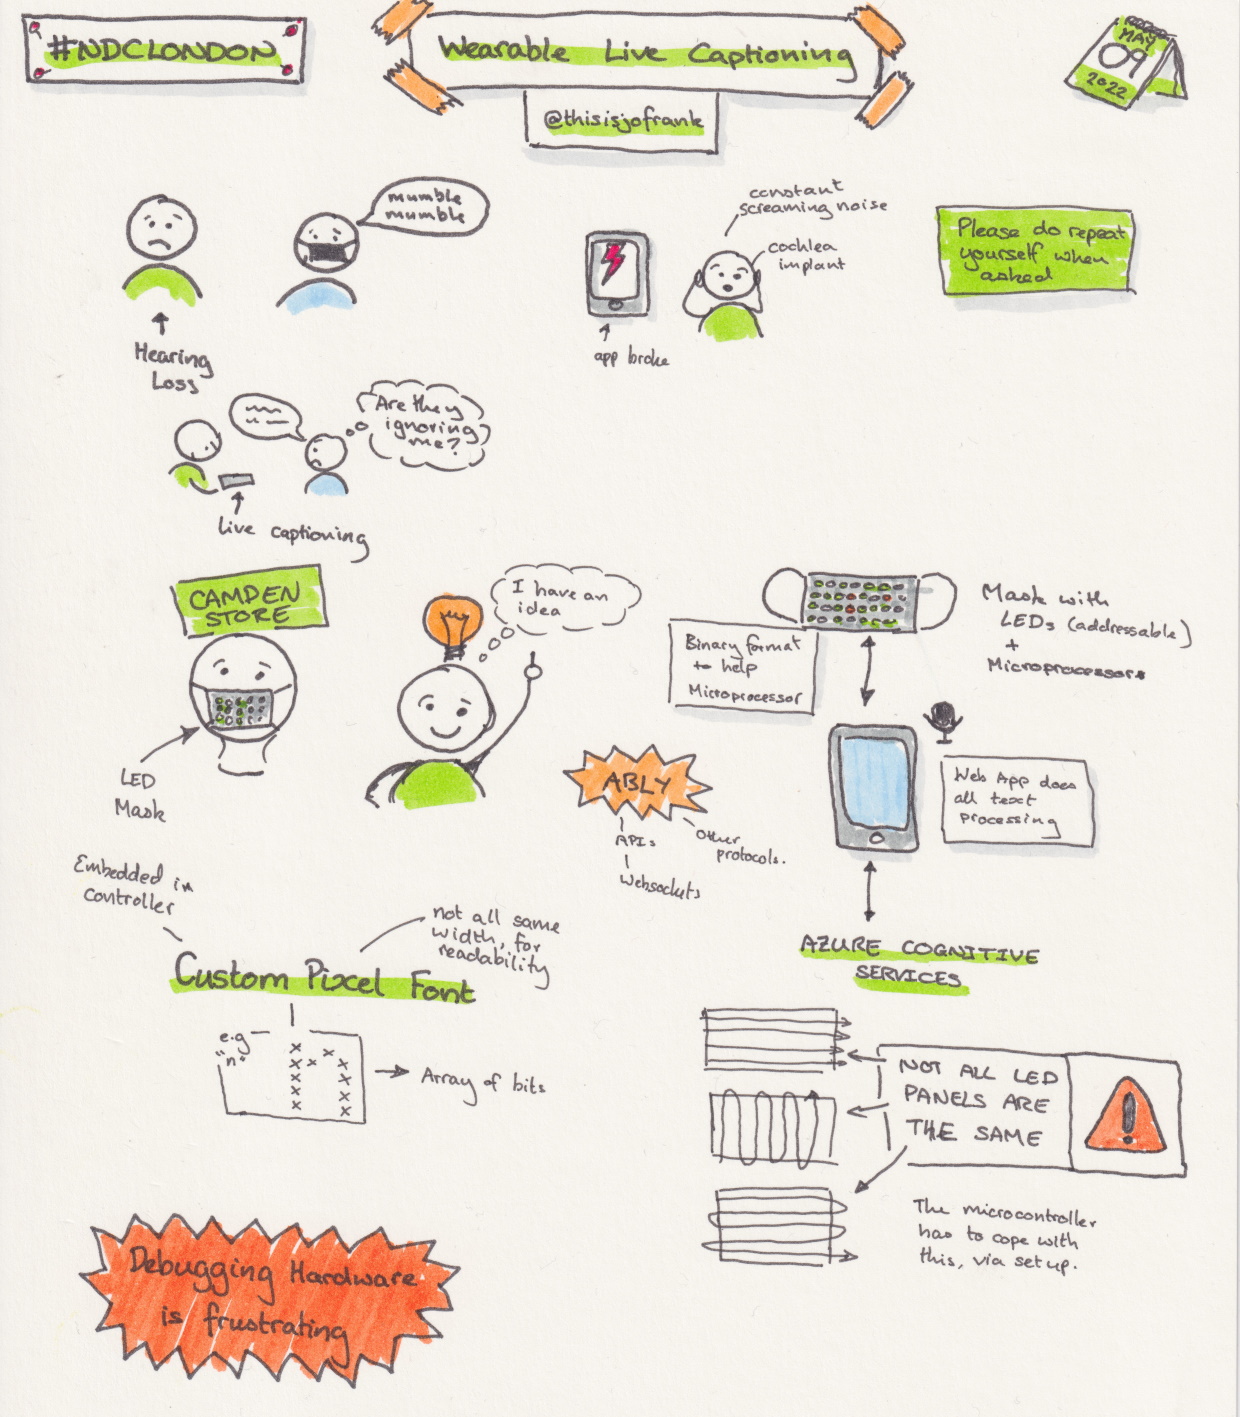 #NDCLONDON
Wearable Live Captioning
@thisisjofrank
MAY
09
2022
mumble
mumble
Hearing
Loss
constant
screaming noise
cochlea
implant
app broke
Please do repeat
yourself when
asked
Are they
ignoring
me?
live captioning
CAMDEN
STORE
LED
Mask
I have an
idea
Mask with
LEDs (addressable)
+
Microprocessors
Binary format
to help
Microprocessor
Web App does
all text
processing
ABLY
APIs
Websockets
Other
protocols.
AZURE COGNITIVE
SERVICES
Embedded in
controller
not all same
width, for
readability
Custom Pixel Font
e.g
"n"
x
x x
x x x
x x
x x
x x
Array of bits
NOT ALL LED
PANELS ARE
THE SAME
!
The microcontroller
has to cope with
this, via setup.
Debugging Hardware
is frustrating